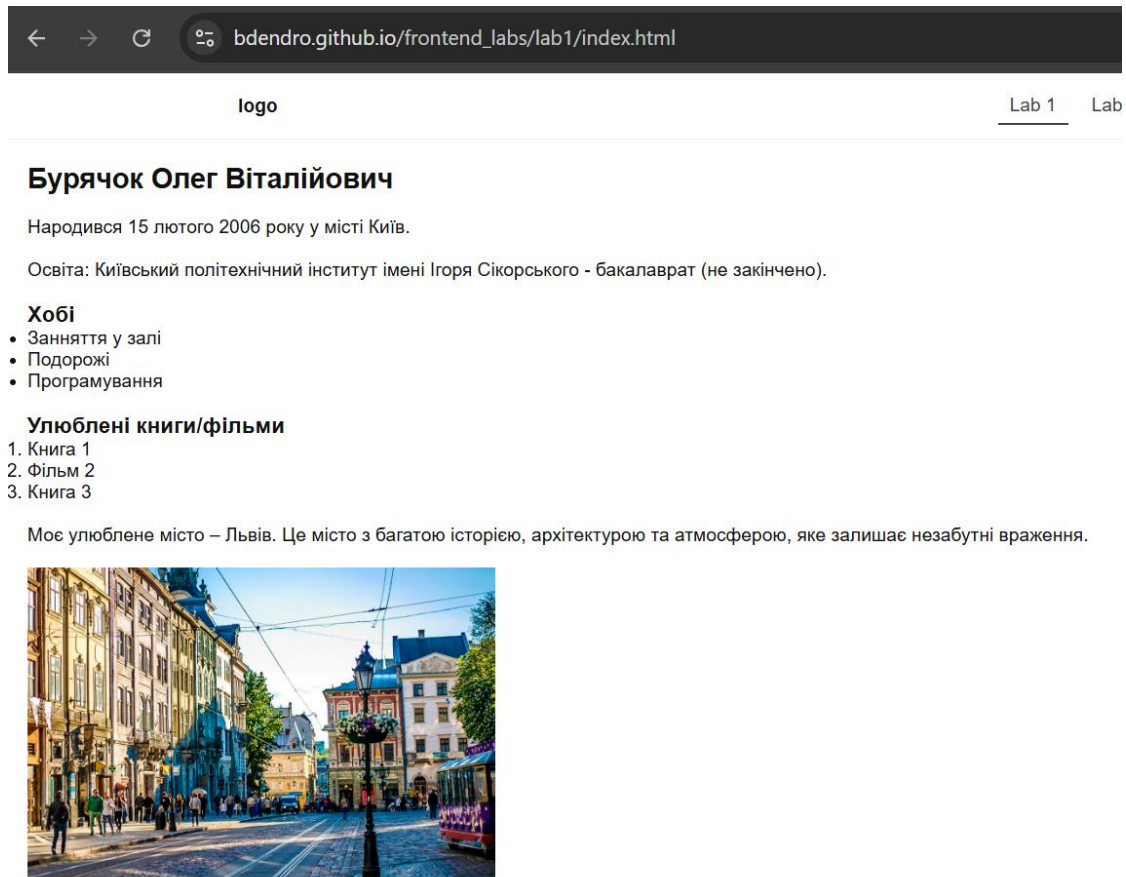 bdendro.github.io/frontend_labs/lab1/index.html
logo
Lab 1 Lab
Бурячок Олег Віталійович
Народився 15 лютого 2006 року у місті Київ.
Освіта: Київський політехнічний інститут імені Ігоря Сікорського - бакалаврат (не закінчено).
Хобі
• Занняття у залі
• Подорожі
• Програмування
Улюблені книги/фільми
1. Книга 1
2. Фільм 2
3. Книга 3
Моє улюблене місто – Львів. Це місто з багатою історією, архітектурою та атмосферою, яке залишає незабутні враження.